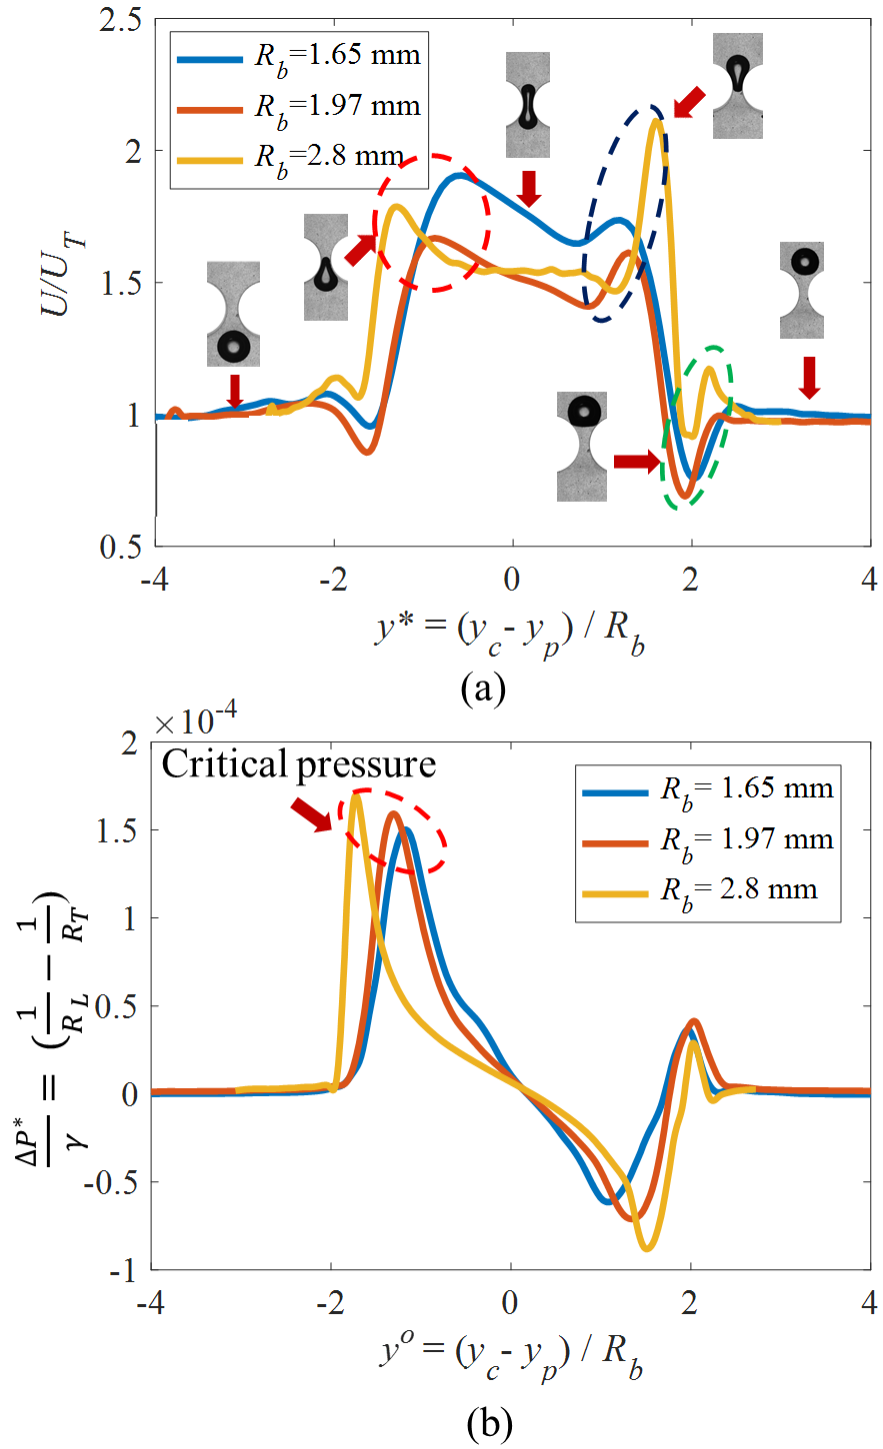 2.5
2
1.5
1
0.5
U/U_T
R_b=1.65 mm
R_b=1.97 mm
R_b=2.8 mm
-4 -2 0 2 4
y* = (y_c- y_p) / R_b
(a)
×10^-4
2
1.5
1
0.5
0
-0.5
-1
Critical pressure
R_b= 1.65 mm
R_b= 1.97 mm
R_b= 2.8 mm
ΔP*/γ = (1/R_L − 1/R_T)
-4 -2 0 2 4
y^o = (y_c- y_p) / R_b
(b)